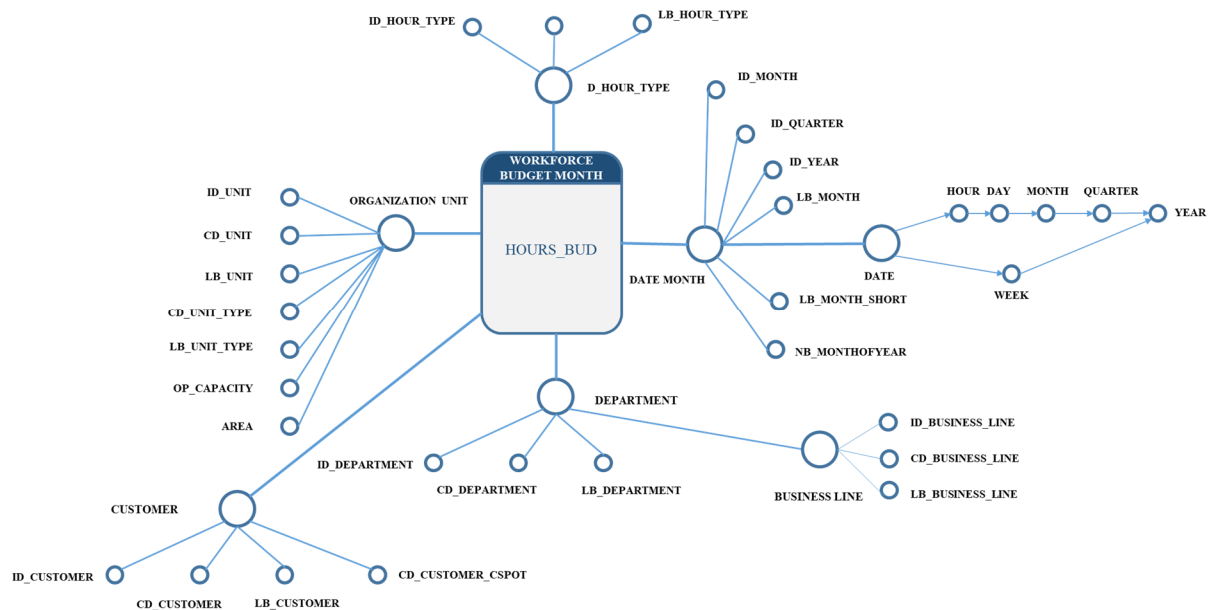 ID_HOUR_TYPE
LB_HOUR_TYPE
D_HOUR_TYPE
ID_MONTH
ID_QUARTER
ID_YEAR
LB_MONTH
WORKFORCE
BUDGET MONTH
HOURS_BUD
ID_UNIT
ORGANIZATION UNIT
CD_UNIT
LB_UNIT
CD_UNIT_TYPE
LB_UNIT_TYPE
OP_CAPACITY
AREA
HOUR DAY MONTH QUARTER
YEAR
DATE MONTH
DATE
WEEK
LB_MONTH_SHORT
NB_MONTHOFYEAR
DEPARTMENT
ID_DEPARTMENT
CD_DEPARTMENT
LB_DEPARTMENT
BUSINESS LINE
ID_BUSINESS_LINE
CD_BUSINESS_LINE
LB_BUSINESS_LINE
CUSTOMER
ID_CUSTOMER
CD_CUSTOMER
LB_CUSTOMER
CD_CUSTOMER_CSPOT